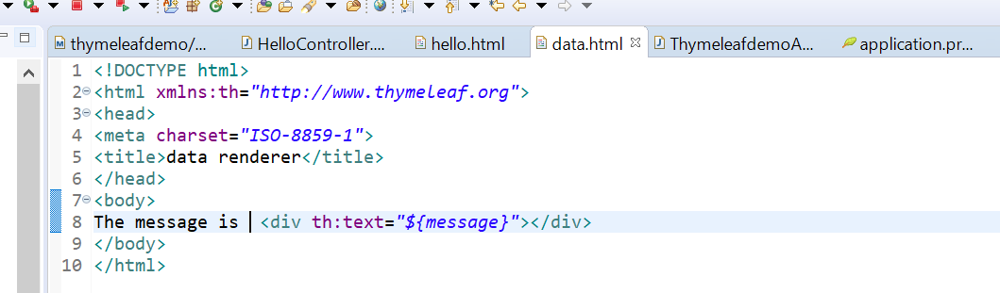 thymeleafdemo/... HelloController.... hello.html data.html ThymeleafdemoA... application.pr...
1 <!DOCTYPE html>
2 <html xmlns:th="http://www.thymeleaf.org">
3 <head>
4 <meta charset="ISO-8859-1">
5 <title>data renderer</title>
6 </head>
7 <body>
8 The message is <div th:text="${message}"></div>
9 </body>
10 </html>